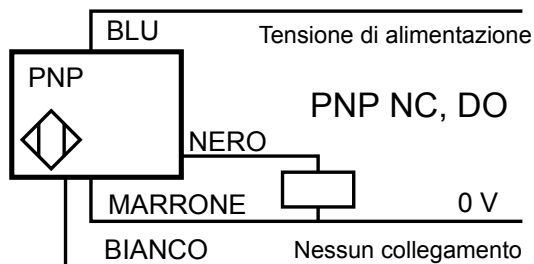 BLU
Tensione di alimentazione
PNP
PNP NC, DO
NERO
MARRONE
0 V
BIANCO
Nessun collegamento